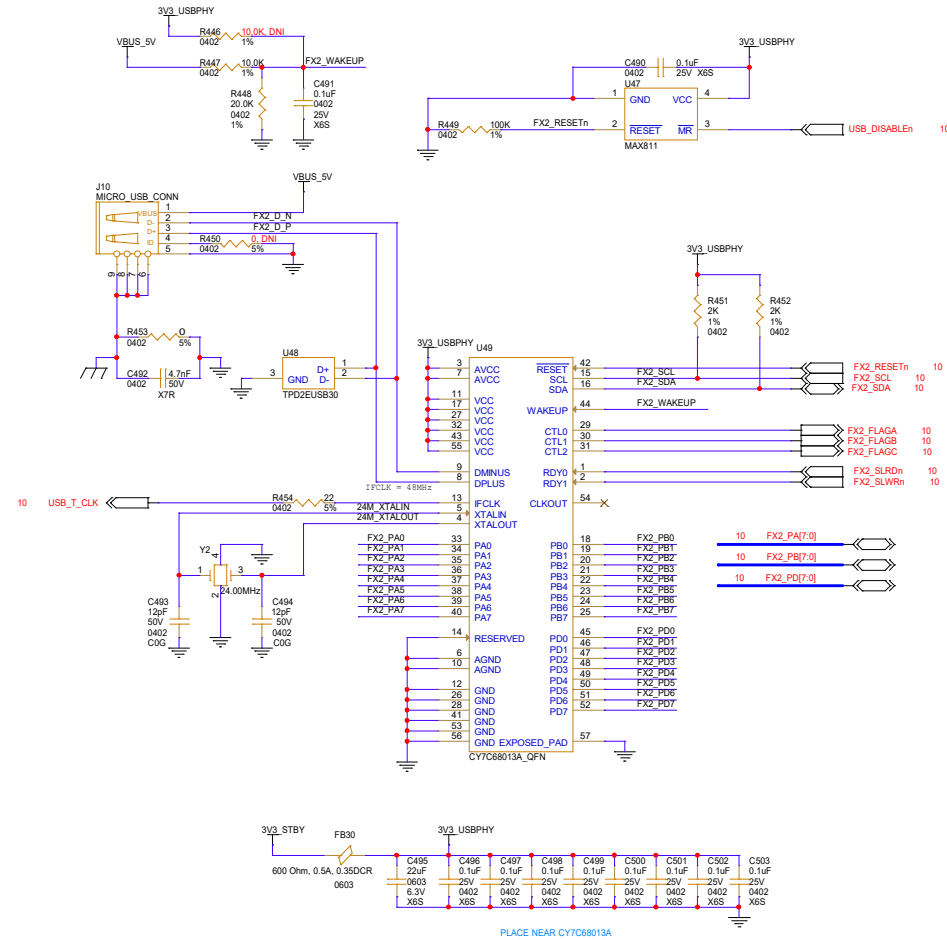 3V3_USBPHY
R446 10.0K, DNI
0402 1%
VBUS_5V
R447 10.0K
0402 1%
FX2_WAKEUP
R448
20.0K
0402
1%
C491
0.1uF
0402
25V
X6S
3V3_USBPHY
C490 0.1uF
0402 25V X6S
U47
1 GND VCC 4
2 RESET MR 3
MAX811
R449 100K
0402 1%
FX2_RESETn
USB_DISABLEn 10
J10
MICRO_USB_CONN
VBUS_5V
VBUS 1
D- 2
D+ 3
ID 4
5
FX2_D_N
FX2_D_P
R450 0, DNI
0402 5%
9 8 7 6
R453 0
0402 5%
C492 4.7nF
0402 50V
X7R
U48
3 GND D+ 1
D- 2
TPD2EUSB30
3V3_USBPHY
R451
2K
1%
0402
R452
2K
1%
0402
3V3_USBPHY
U49
3 AVCC
7 AVCC
11 VCC
17 VCC
27 VCC
32 VCC
43 VCC
55 VCC
9 DMINUS
8 DPLUS
IFCLK = 48MHz
13 IFCLK
5 XTALIN
4 XTALOUT
RESET 42
SCL 15 FX2_SCL
SDA 16 FX2_SDA
WAKEUP 44 FX2_WAKEUP
CTL0 29
CTL1 30
CTL2 31
RDY0 1
RDY1 2
CLKOUT 54
FX2_RESETn 10
FX2_SCL 10
FX2_SDA 10
FX2_FLAGA 10
FX2_FLAGB 10
FX2_FLAGC 10
FX2_SLRDn 10
FX2_SLWRn 10
10 USB_T_CLK
R454 22
0402 5%
24M_XTALIN
24M_XTALOUT
Y2
4
1 3
2
24.00MHz
C493
12pF
50V
0402
C0G
C494
12pF
50V
0402
C0G
FX2_PA0 33 PA0
FX2_PA1 34 PA1
FX2_PA2 35 PA2
FX2_PA3 36 PA3
FX2_PA4 37 PA4
FX2_PA5 38 PA5
FX2_PA6 39 PA6
FX2_PA7 40 PA7
14 RESERVED
6 AGND
10 AGND
12 GND
26 GND
28 GND
41 GND
53 GND
56 GND EXPOSED_PAD 57
PB0 18 FX2_PB0
PB1 19 FX2_PB1
PB2 20 FX2_PB2
PB3 21 FX2_PB3
PB4 22 FX2_PB4
PB5 23 FX2_PB5
PB6 24 FX2_PB6
PB7 25 FX2_PB7
PD0 45 FX2_PD0
PD1 46 FX2_PD1
PD2 47 FX2_PD2
PD3 48 FX2_PD3
PD4 49 FX2_PD4
PD5 50 FX2_PD5
PD6 51 FX2_PD6
PD7 52 FX2_PD7
CY7C68013A_QFN
10 FX2_PA[7:0]
10 FX2_PB[7:0]
10 FX2_PD[7:0]
3V3_STBY
FB30
600 Ohm, 0.5A, 0.35DCR
0603
3V3_USBPHY
C495
22uF
0603
6.3V
X6S
C496
0.1uF
25V
0402
X6S
C497
0.1uF
25V
0402
X6S
C498
0.1uF
25V
0402
X6S
C499
0.1uF
25V
0402
X6S
C500
0.1uF
25V
0402
X6S
C501
0.1uF
25V
0402
X6S
C502
0.1uF
25V
0402
X6S
C503
0.1uF
25V
0402
X6S
PLACE NEAR CY7C68013A